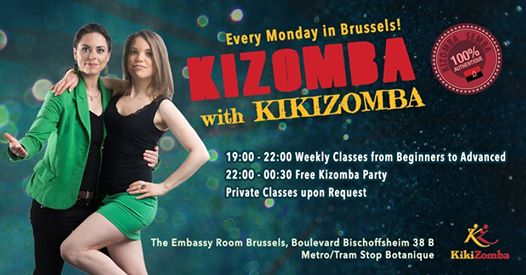 Every Monday in Brussels!
KIZOMBA
with KIKIZOMBA
100%
AUTHENTIQUE
19:00 - 22:00 Weekly Classes from Beginners to Advanced
22:00 - 00:30 Free Kizomba Party
Private Classes upon Request
The Embassy Room Brussels, Boulevard Bischoffsheim 38 B
Metro/Tram Stop Botanique
KikiZomba